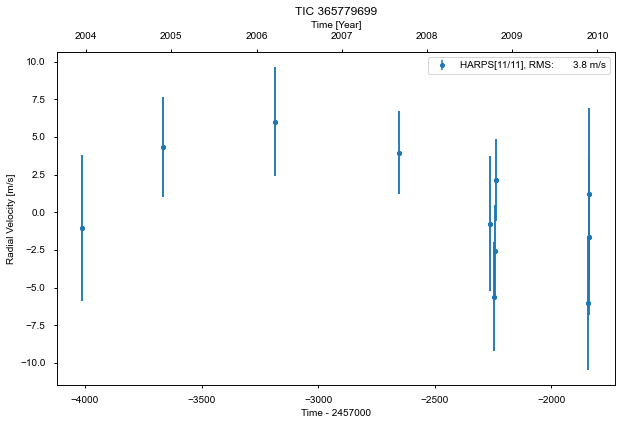 TIC 365779699
Time [Year]
2004 2005 2006 2007 2008 2009 2010
HARPS[11/11], RMS: 3.8 m/s
Radial Velocity [m/s]
10.0
7.5
5.0
2.5
0.0
−2.5
−5.0
−7.5
−10.0
−4000 −3500 −3000 −2500 −2000
Time - 2457000